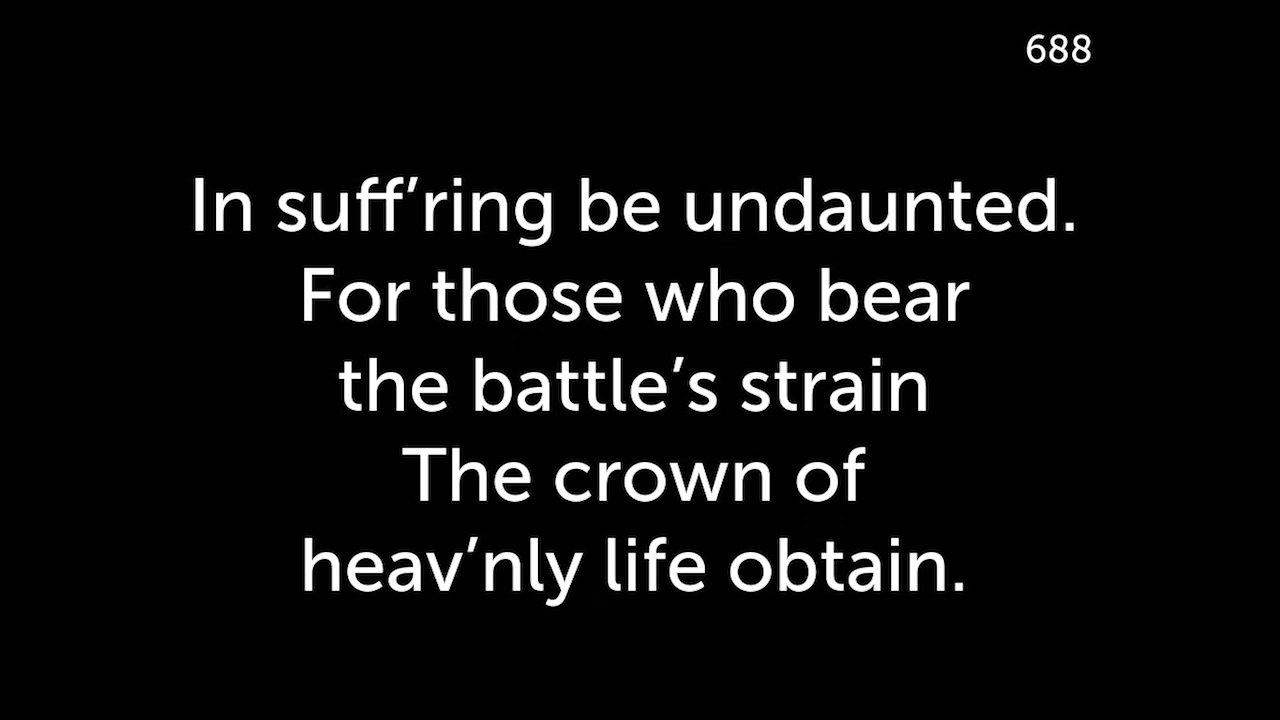 688
In suff’ring be undaunted.
For those who bear
the battle’s strain
The crown of
heav’nly life obtain.